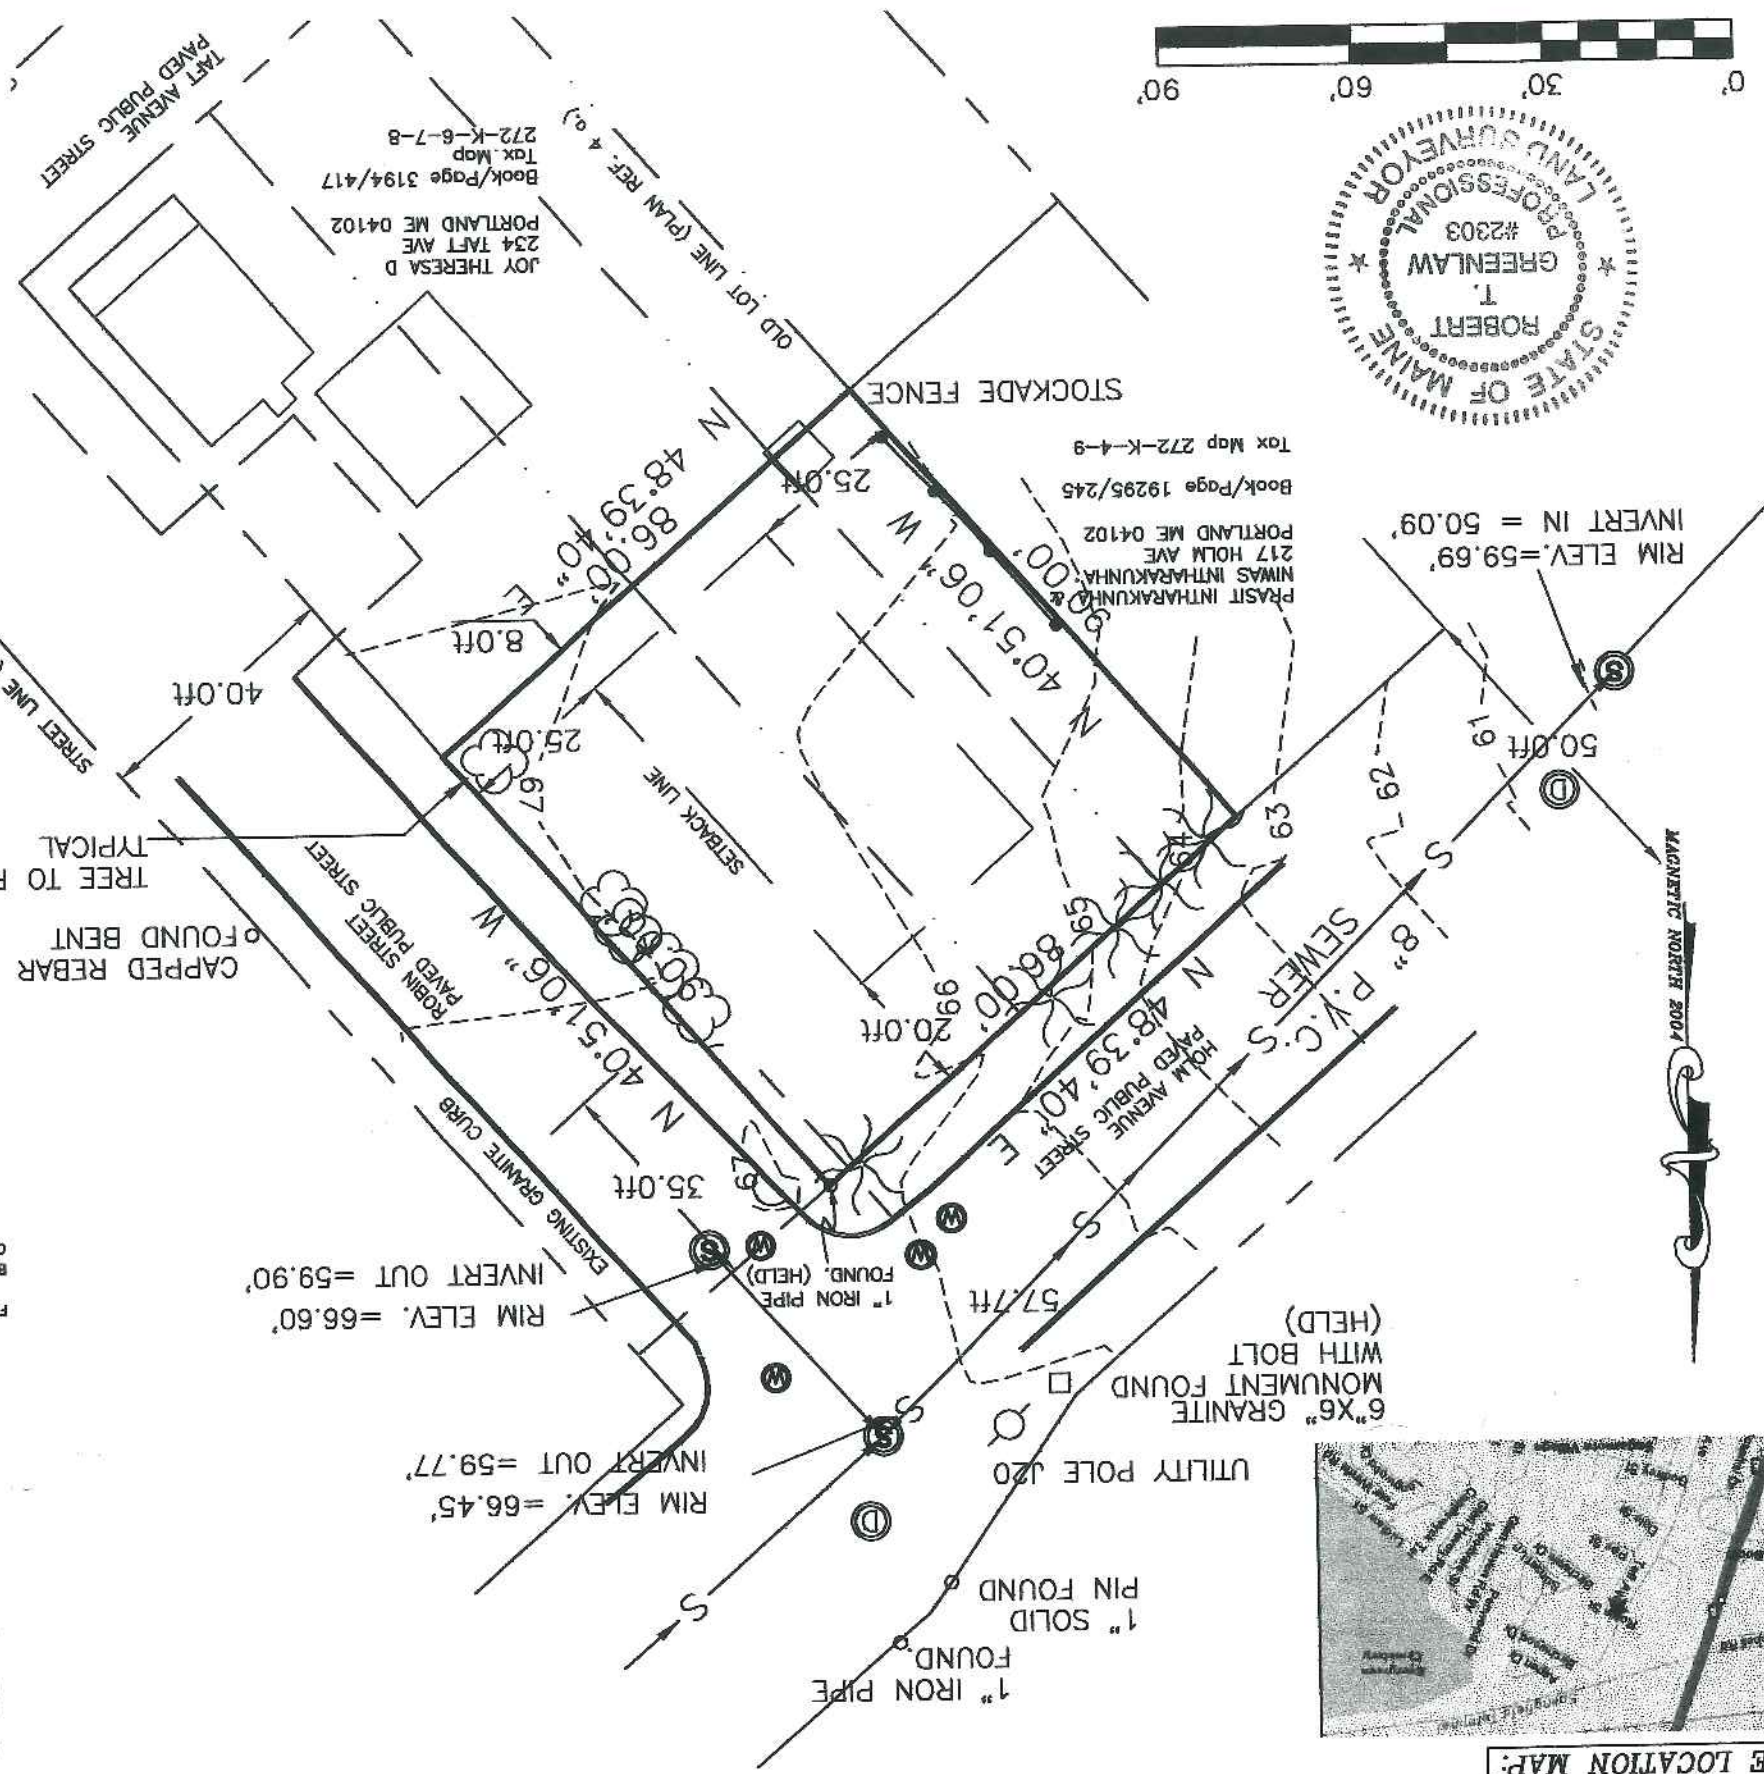 LOCATION MAP:
1" IRON PIPE
FOUND.
1" SOLID
PIN FOUND
UTILITY POLE J20
6"X6" GRANITE
MONUMENT FOUND
WITH BOLT
(HELD)
RIM ELEV. =66.45'
INVERT OUT =59.77'
RIM ELEV. =66.60'
INVERT OUT =59.90'
1" IRON PIPE
FOUND. (HELD)
57.7ft
35.0ft
EXISTING GRANITE CURB
HOLM AVENUE
PAVED PUBLIC STREET
N 48°39'40" E
86.00'
8" P.V.C.
SEWER
S
S
S
S
S
D
D
S
S
S
W
W
W
W
MAGNETIC NORTH 2004
ROBIN STREET
PAVED PUBLIC STREET
N 40°51'06" W
90.00'
CAPPED REBAR
FOUND BENT
TREE TO
TYPICAL
20.0ft
SETBACK LINE
25.0ft
25.0ft
8.0ft
40.0ft
50.0ft
STREET LINE
67
67
66
65
64
63
62
61
RIM ELEV.=59.69'
INVERT IN = 50.09'
PRASIT INTHARAKUNHA &
NIWAS INTHARAKUNHA
217 HOLM AVE
PORTLAND ME 04102
Book/Page 19295/245
Tax Map 272-K-4-9
N 40°51'06" W
90.00'
N 48°39'40" E
86.00'
STOCKADE FENCE
OLD LOT LINE (PLAN REF. 4 a.)
JOY THERESA D
234 TAFT AVE
PORTLAND ME 04102
Book/Page 3194/417
Tax Map
272-K-6-7-8
TAFT AVENUE
PAVED PUBLIC STREET
STATE OF MAINE
ROBERT
T.
GREENLAW
#2303
PROFESSIONAL
LAND SURVEYOR
0' 30' 60' 90'